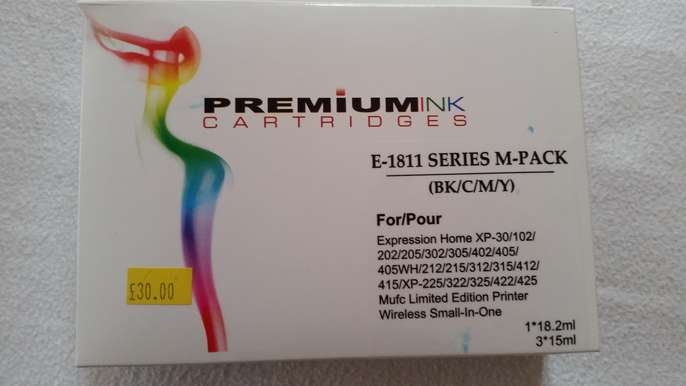 PREMIUMINK
CARTRIDGES
E-1811 SERIES M-PACK
(BK/C/M/Y)
For/Pour
Expression Home XP-30/102/
202/205/302/305/402/405/
405WH/212/215/312/315/412/
415/XP-225/322/325/422/425
Mufc Limited Edition Printer
Wireless Small-In-One
1*18.2ml
3*15ml
£30.00